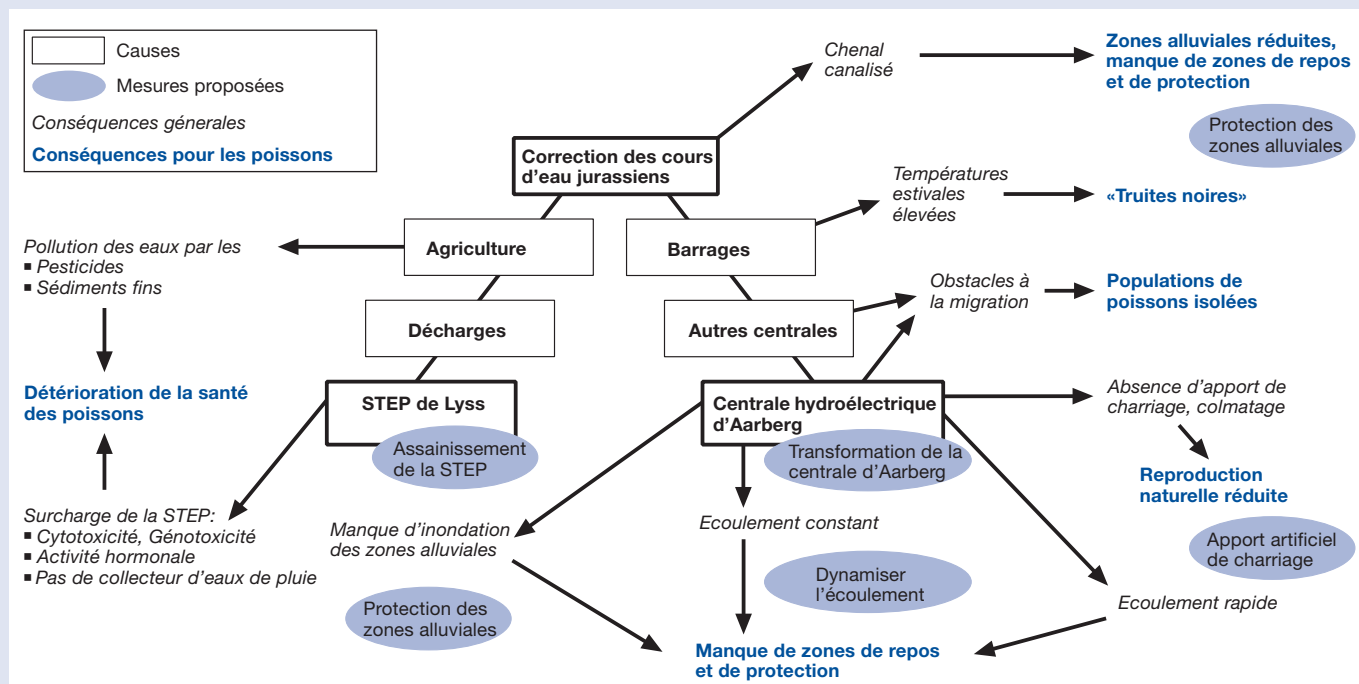 Causes
Mesures proposées
Conséquences génerales
Conséquences pour les poissons
Chenal
canalisé
Zones alluviales réduites,
manque de zones de repos
et de protection
Protection des
zones alluviales
Correction des cours
d'eau jurassiens
Températures
estivales
élevées
«Truites noires»
Pollution des eaux par les
▪ Pesticides
▪ Sédiments fins
Agriculture
Barrages
Obstacles à
la migration
Populations de
poissons isolées
Décharges
Autres centrales
Détérioration de la santé
des poissons
STEP de Lyss
Assainissement
de la STEP
Centrale hydroélectrique
d'Aarberg
Transformation de la
centrale d'Aarberg
Absence d'apport de
charriage, colmatage
Reproduction
naturelle réduite
Apport artificiel
de charriage
Surcharge de la STEP:
▪ Cytotoxicité, Génotoxicité
▪ Activité hormonale
▪ Pas de collecteur d'eaux de pluie
Manque d'inondation
des zones alluviales
Protection des
zones alluviales
Ecoulement constant
Dynamiser
l'écoulement
Ecoulement rapide
Manque de zones de repos
et de protection